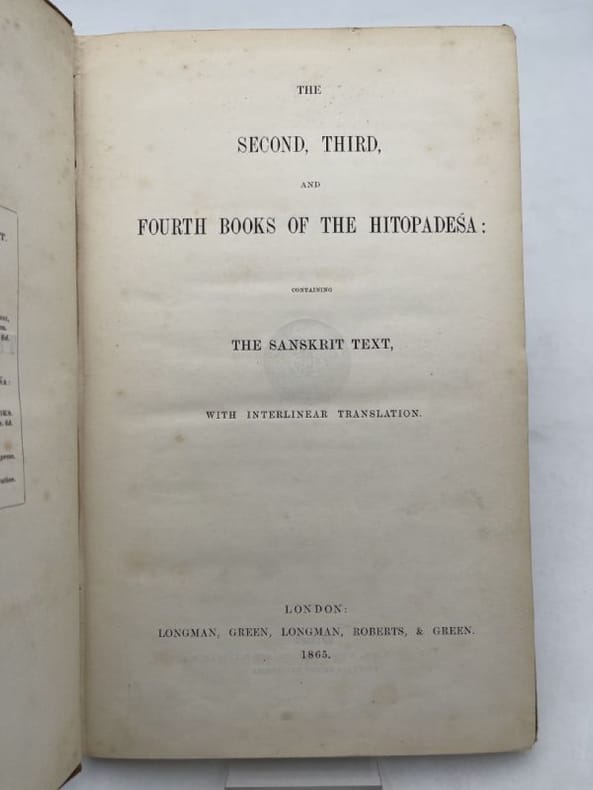 THE
SECOND, THIRD,
AND
FOURTH BOOKS OF THE HITOPADEŚA:
CONTAINING
THE SANSKRIT TEXT,
WITH INTERLINEAR TRANSLATION.
LONDON:
LONGMAN, GREEN, LONGMAN, ROBERTS, & GREEN.
1865.